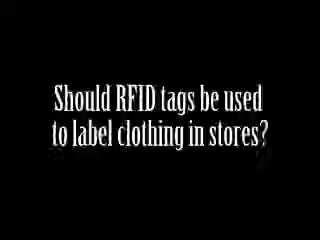 Should RFID tags be used
to label clothing in stores?